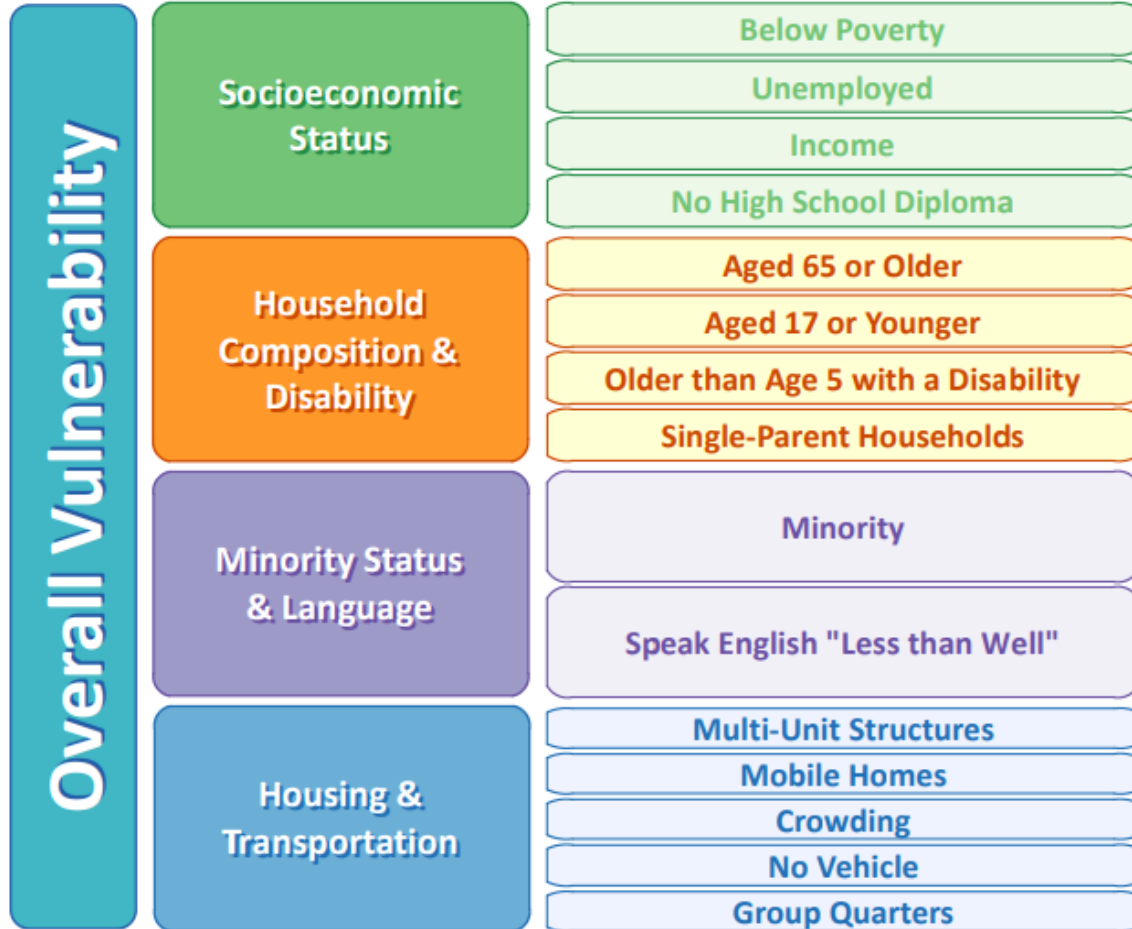 Overall Vulnerability
Socioeconomic
Status
Below Poverty
Unemployed
Income
No High School Diploma
Household
Composition &
Disability
Aged 65 or Older
Aged 17 or Younger
Older than Age 5 with a Disability
Single-Parent Households
Minority Status
& Language
Minority
Speak English "Less than Well"
Housing &
Transportation
Multi-Unit Structures
Mobile Homes
Crowding
No Vehicle
Group Quarters